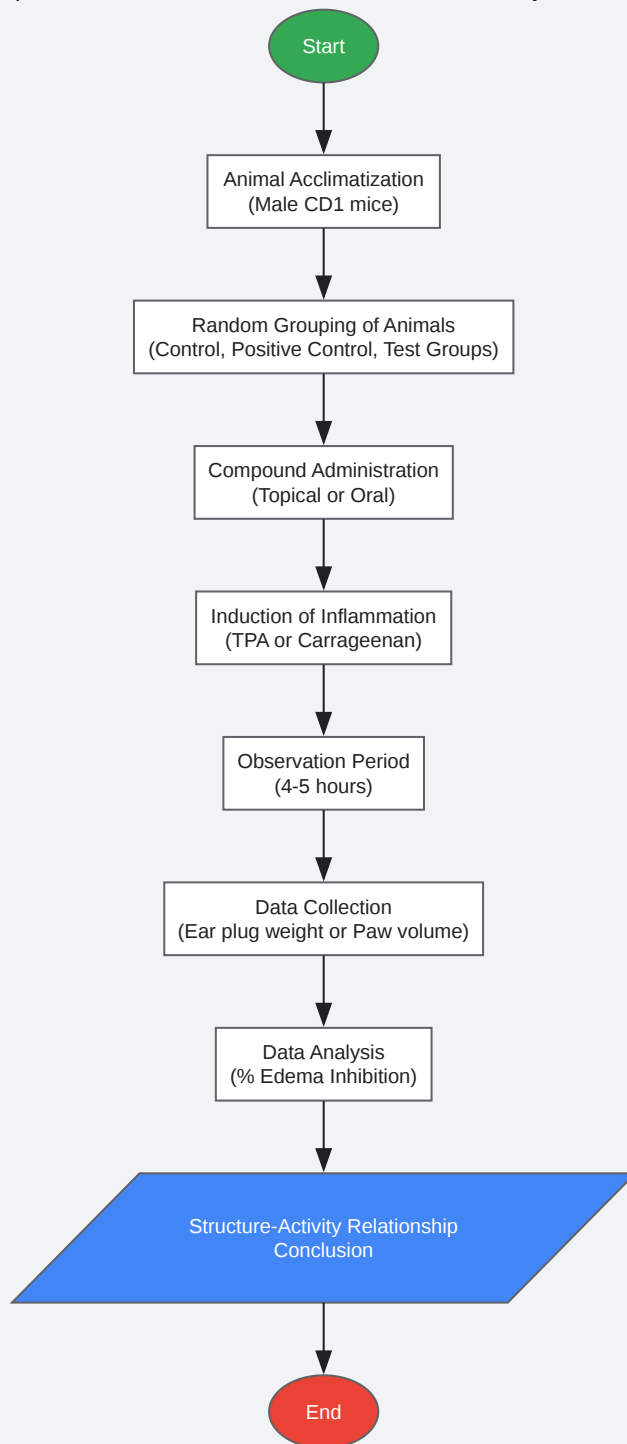 Start
Animal Acclimatization
(Male CD1 mice)
Random Grouping of Animals
(Control, Positive Control, Test Groups)
Compound Administration
(Topical or Oral)
Induction of Inflammation
(TPA or Carrageenan)
Observation Period
(4-5 hours)
Data Collection
(Ear plug weight or Paw volume)
Data Analysis
(% Edema Inhibition)
Structure-Activity Relationship
Conclusion
End